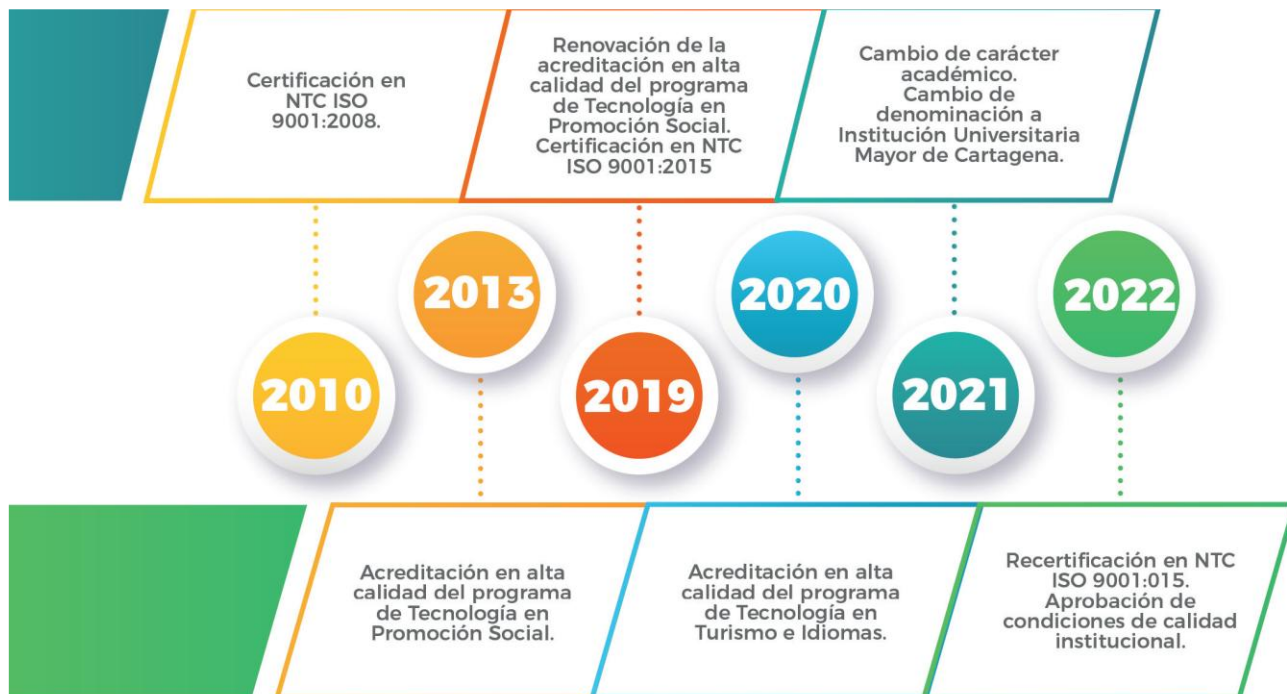 Certificación en
NTC ISO
9001:2008.
Renovación de la
acreditación en alta
calidad del programa
de Tecnología en
Promoción Social.
Certificación en NTC
ISO 9001:2015
Cambio de carácter
académico.
Cambio de
denominación a
Institución Universitaria
Mayor de Cartagena.
2010
2013
2019
2020
2021
2022
Acreditación en alta
calidad del programa
de Tecnología en
Promoción Social.
Acreditación en alta
calidad del programa
de Tecnología en
Turismo e Idiomas.
Recertificación en NTC
ISO 9001:015.
Aprobación de
condiciones de calidad
institucional.